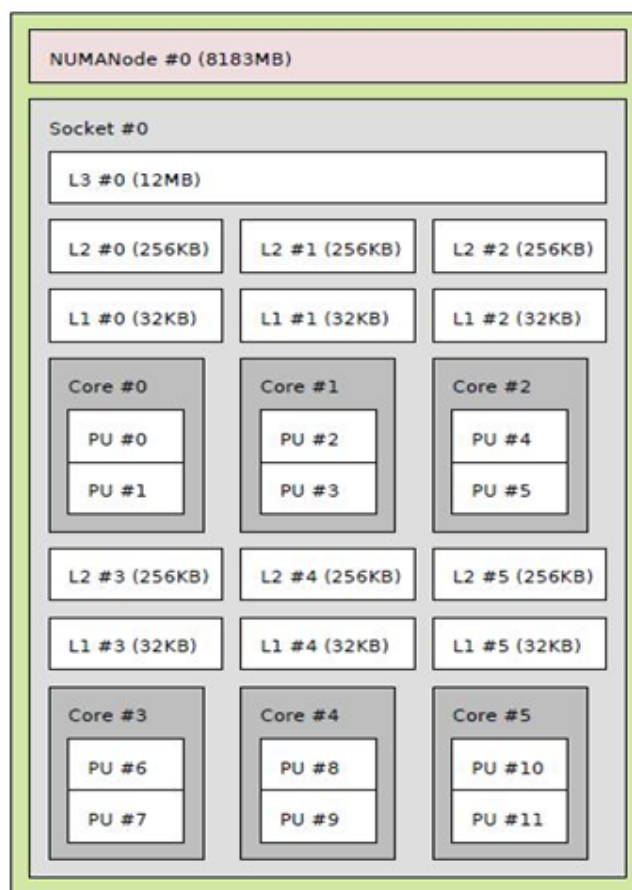 NUMANode #0 (8183MB)
Socket #0
L3 #0 (12MB)
L2 #0 (256KB) L2 #1 (256KB) L2 #2 (256KB)
L1 #0 (32KB) L1 #1 (32KB) L1 #2 (32KB)
Core #0 Core #1 Core #2
PU #0 PU #2 PU #4
PU #1 PU #3 PU #5
L2 #3 (256KB) L2 #4 (256KB) L2 #5 (256KB)
L1 #3 (32KB) L1 #4 (32KB) L1 #5 (32KB)
Core #3 Core #4 Core #5
PU #6 PU #8 PU #10
PU #7 PU #9 PU #11